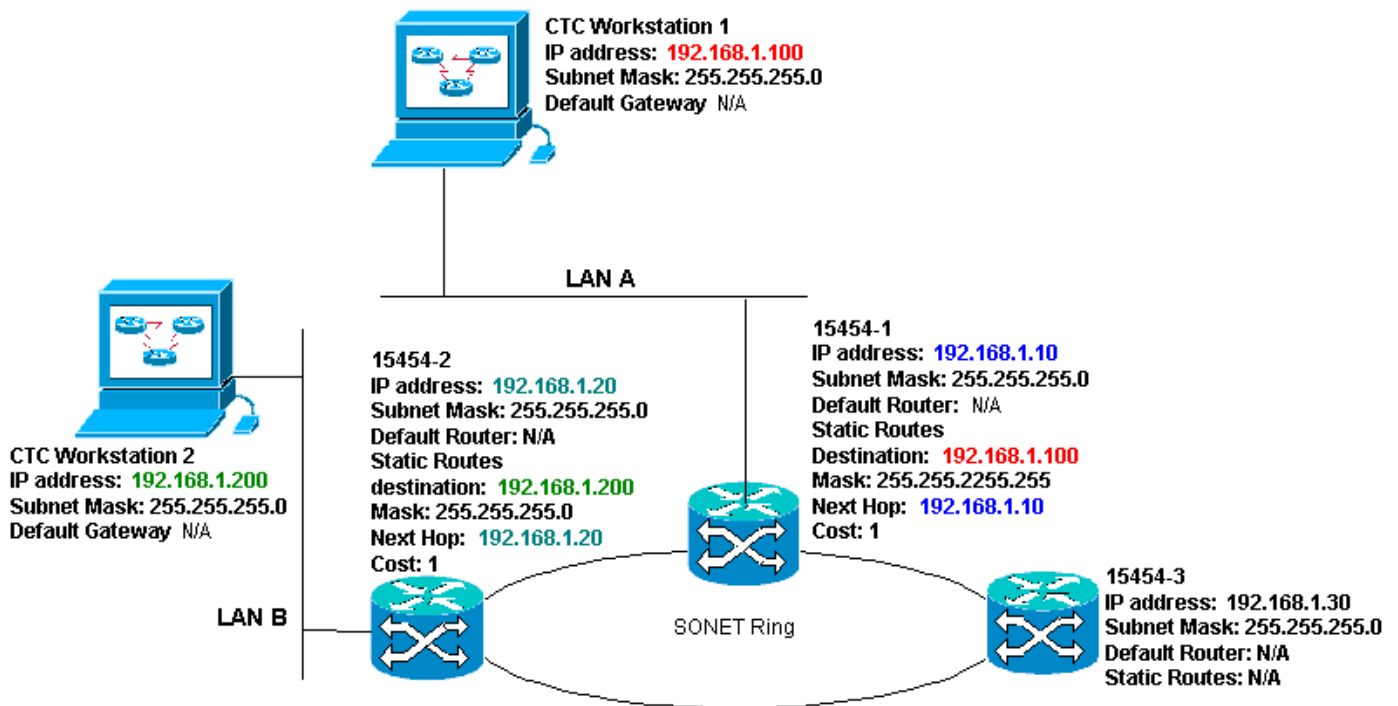 CTC Workstation 1
IP address: 192.168.1.100
Subnet Mask: 255.255.255.0
Default Gateway N/A
LAN A
CTC Workstation 2
IP address: 192.168.1.200
Subnet Mask: 255.255.255.0
Default Gateway N/A
LAN B
15454-2
IP address: 192.168.1.20
Subnet Mask: 255.255.255.0
Default Router: N/A
Static Routes
destination: 192.168.1.200
Mask: 255.255.255.0
Next Hop: 192.168.1.20
Cost: 1
15454-1
IP address: 192.168.1.10
Subnet Mask: 255.255.255.0
Default Router: N/A
Static Routes
Destination: 192.168.1.100
Mask: 255.255.2255.255
Next Hop: 192.168.1.10
Cost: 1
SONET Ring
15454-3
IP address: 192.168.1.30
Subnet Mask: 255.255.255.0
Default Router: N/A
Static Routes: N/A